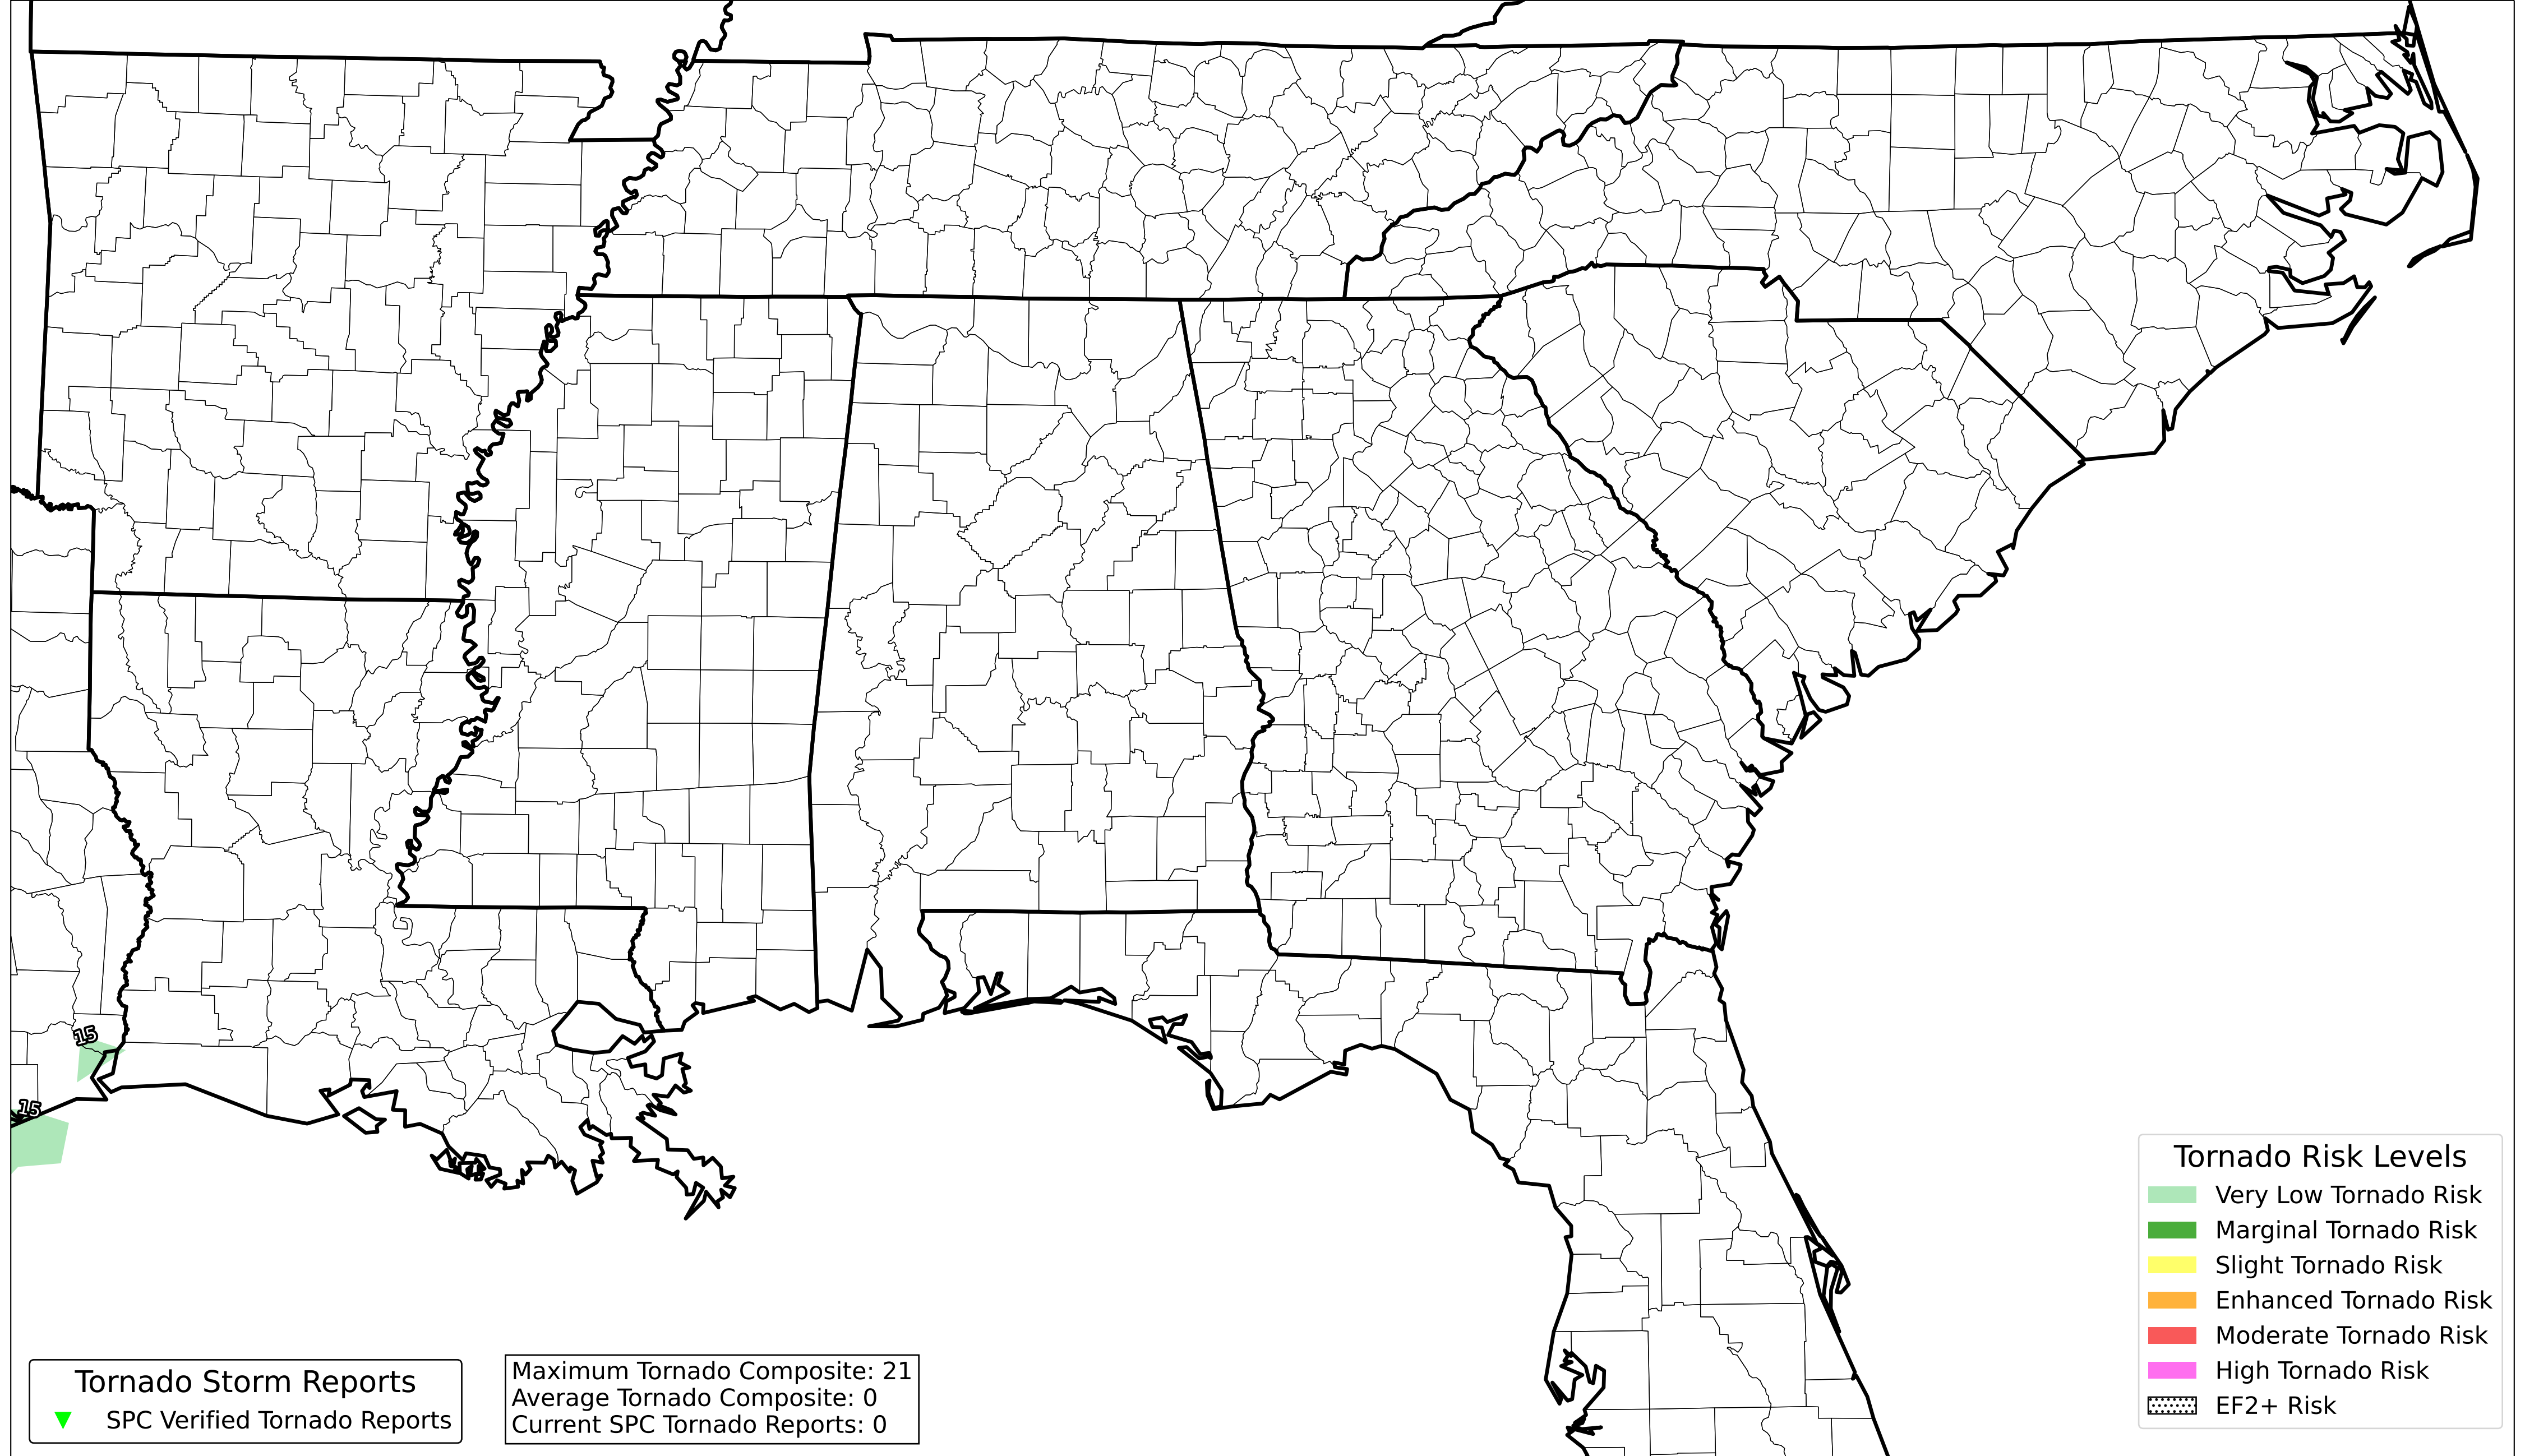 15
15
Tornado Storm Reports
SPC Verified Tornado Reports
Maximum Tornado Composite: 21
Average Tornado Composite: 0
Current SPC Tornado Reports: 0
Tornado Risk Levels
Very Low Tornado Risk
Marginal Tornado Risk
Slight Tornado Risk
Enhanced Tornado Risk
Moderate Tornado Risk
High Tornado Risk
EF2+ Risk